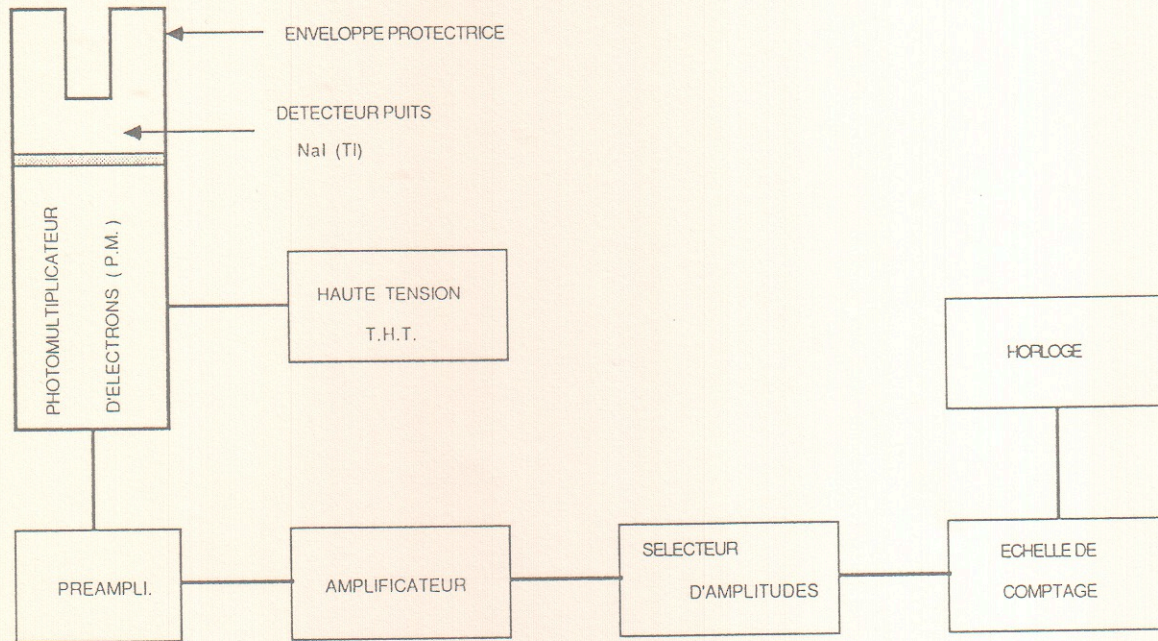 ENVELOPPE PROTECTRICE
DETECTEUR PUITS
NaI (Tl)
PHOTOMULTIPLICATEUR
D'ELECTRONS ( P.M. )
HAUTE TENSION
T.H.T.
HORLOGE
PREAMPLI.
AMPLIFICATEUR
SELECTEUR
D'AMPLITUDES
ECHELLE DE
COMPTAGE